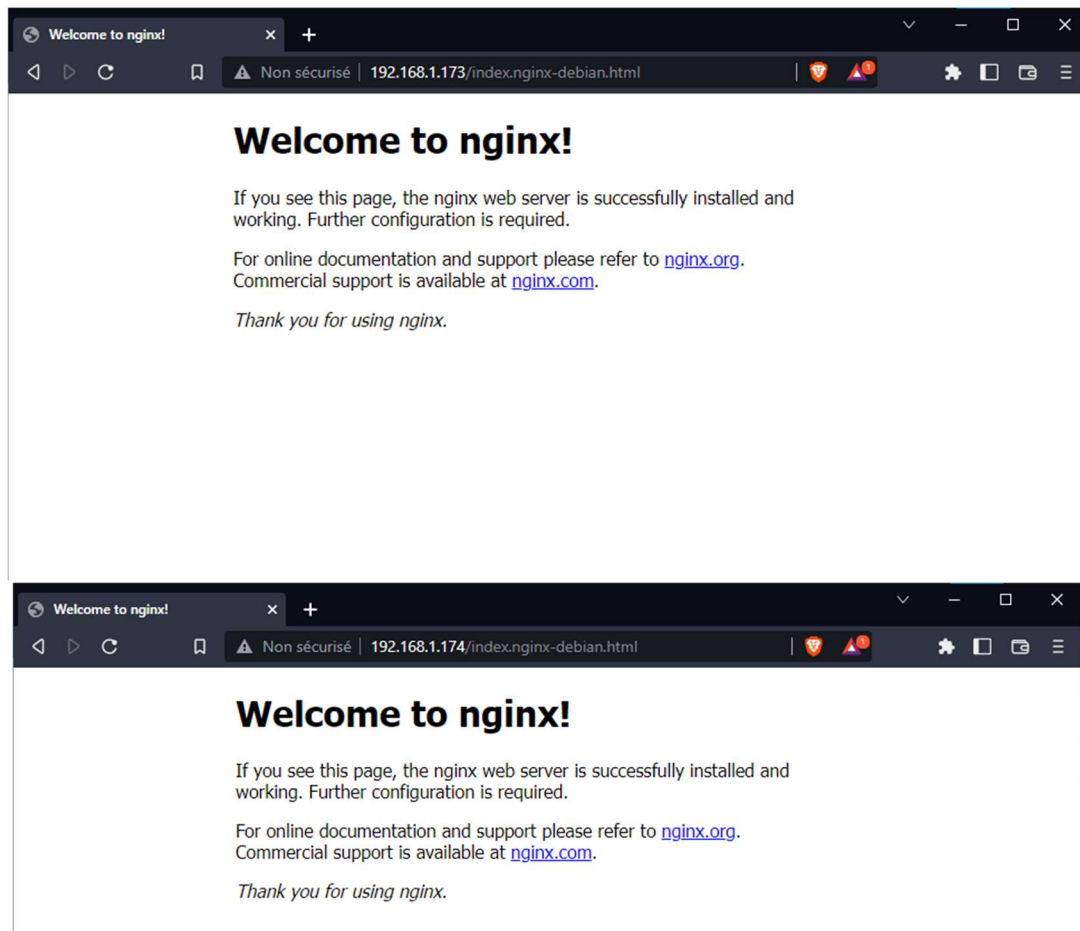 Welcome to nginx!
Non sécurisé | 192.168.1.173/index.nginx-debian.html
1
Welcome to nginx!
If you see this page, the nginx web server is successfully installed and
working. Further configuration is required.
For online documentation and support please refer to nginx.org.
Commercial support is available at nginx.com.
Thank you for using nginx.
Welcome to nginx!
Non sécurisé | 192.168.1.174/index.nginx-debian.html
1
Welcome to nginx!
If you see this page, the nginx web server is successfully installed and
working. Further configuration is required.
For online documentation and support please refer to nginx.org.
Commercial support is available at nginx.com.
Thank you for using nginx.